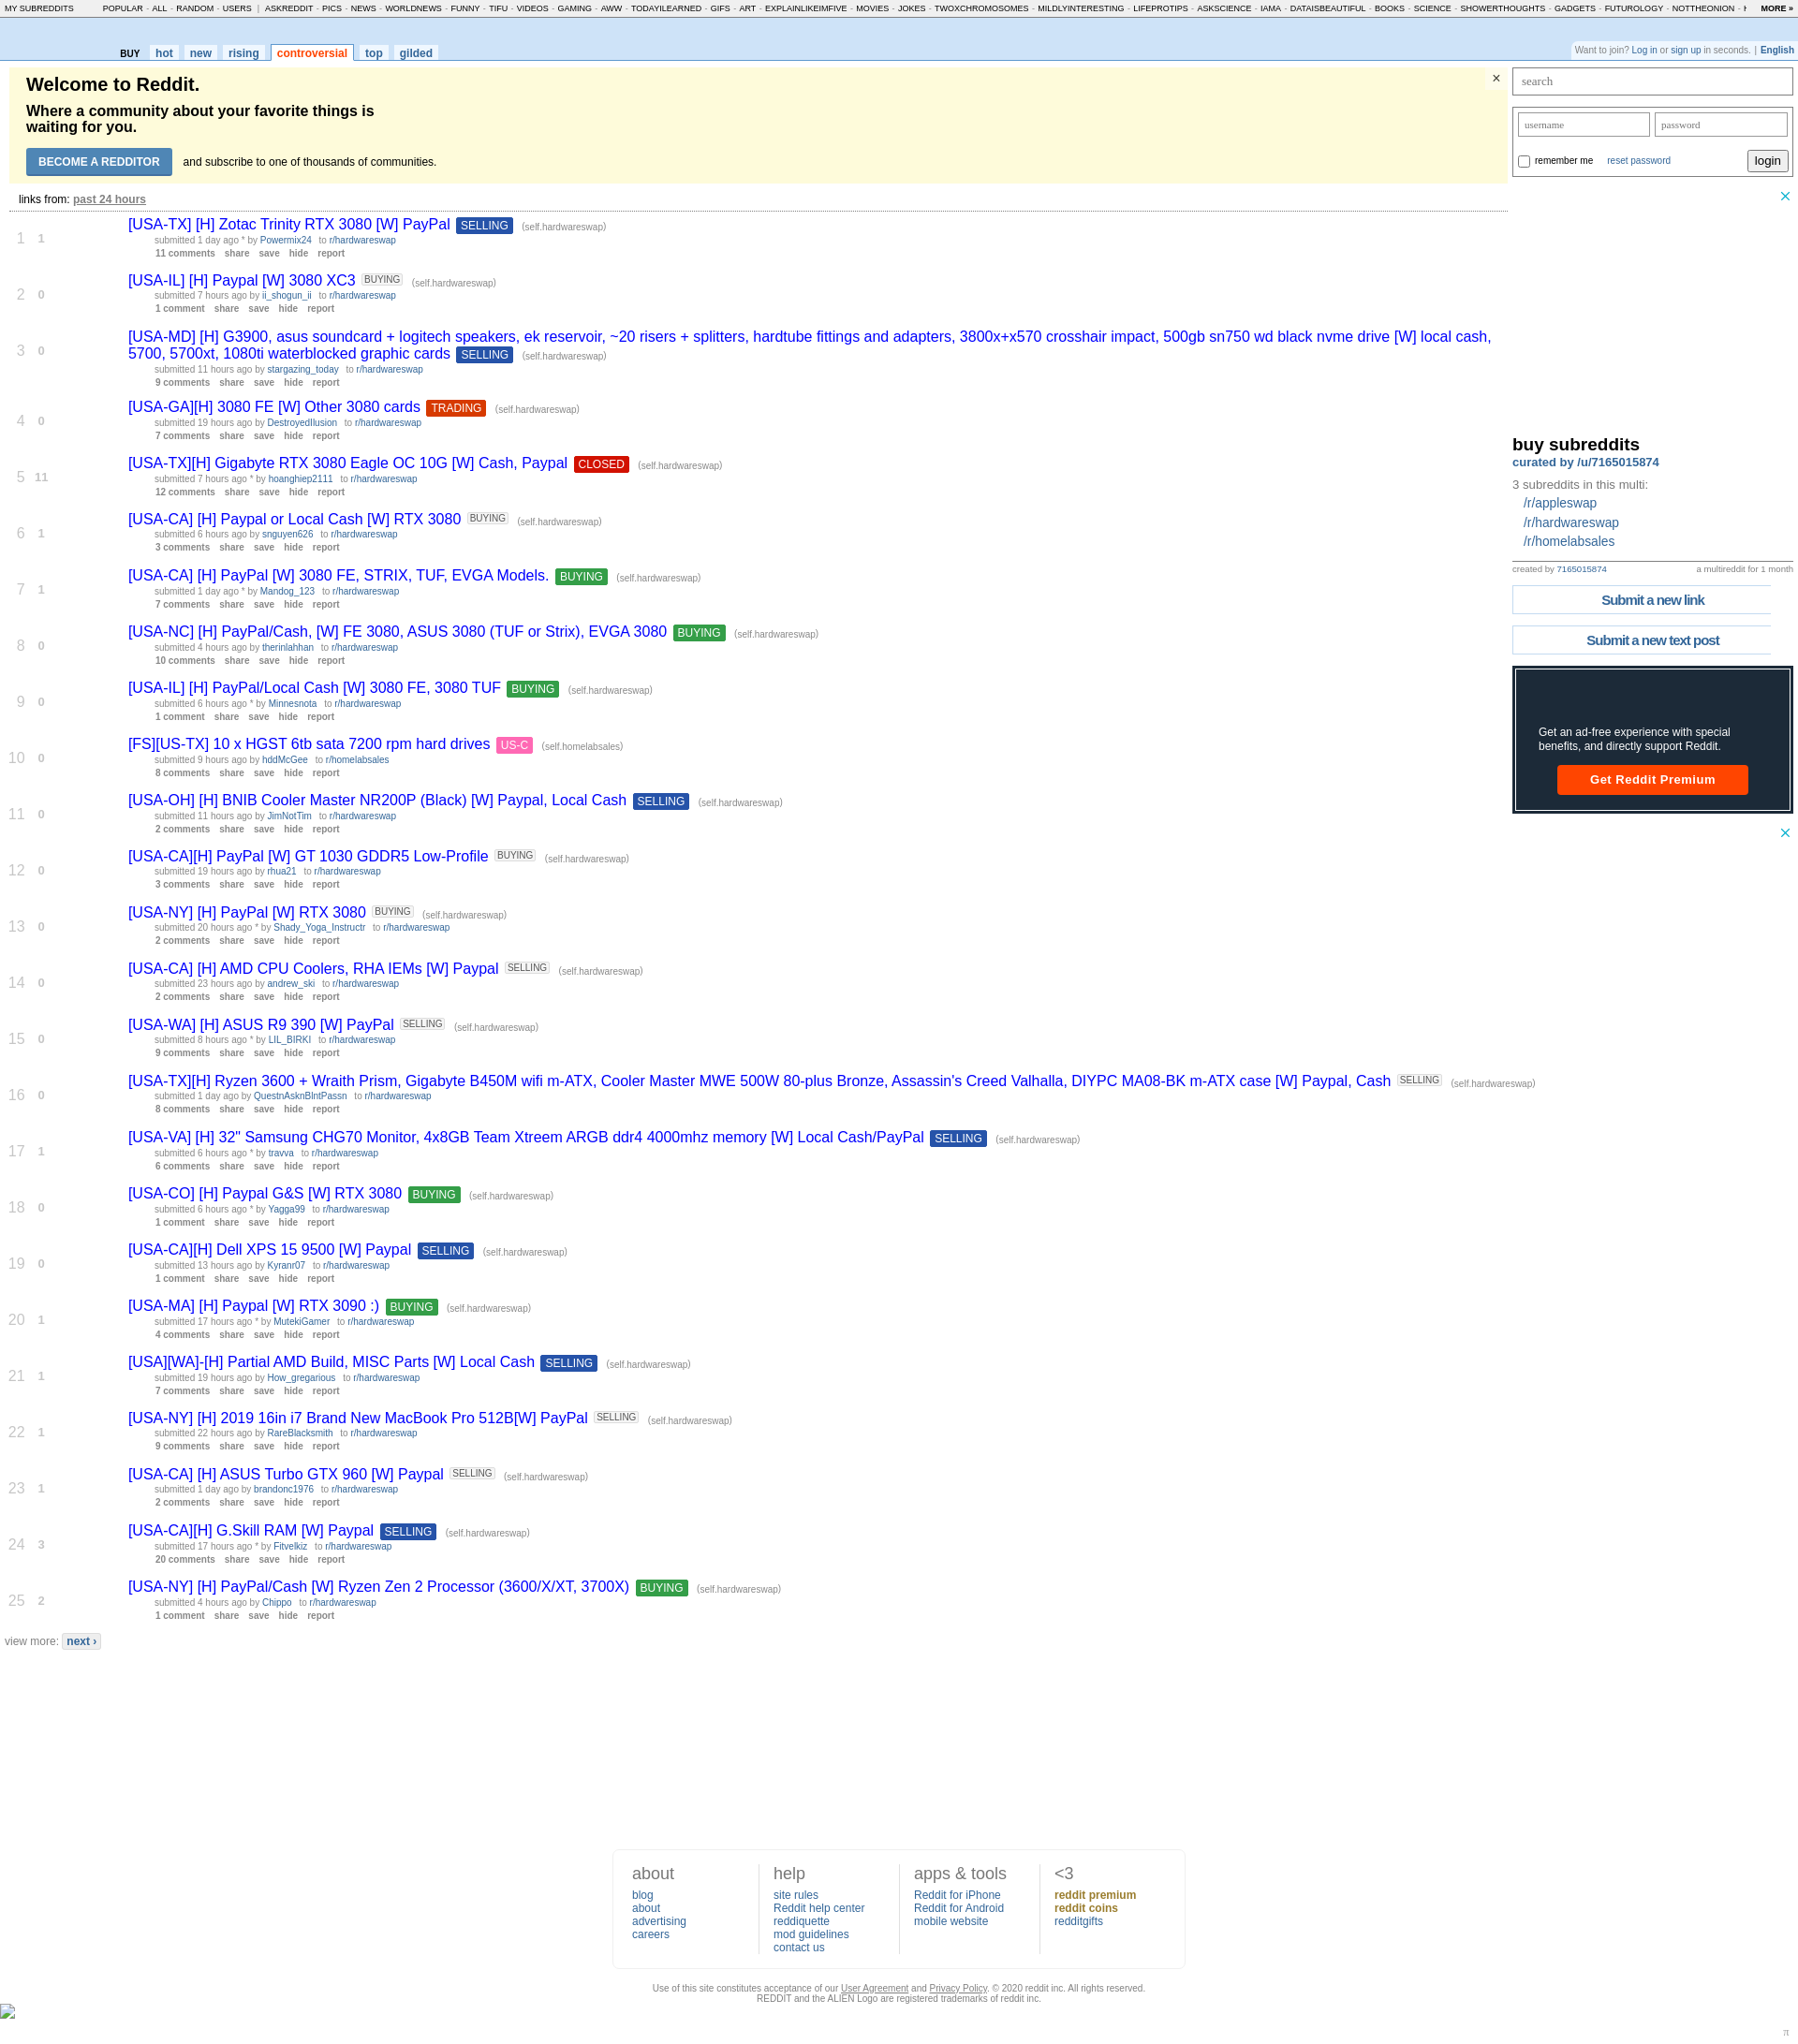 MY SUBREDDITS POPULAR - ALL - RANDOM - USERS | ASKREDDIT - PICS - NEWS - WORLDNEWS - FUNNY - TIFU - VIDEOS - GAMING - AWW - TODAYILEARNED - GIFS - ART - EXPLAINLIKEIMFIVE - MOVIES - JOKES - TWOXCHROMOSOMES - MILDLYINTERESTING - LIFEPROTIPS - ASKSCIENCE - IAMA - DATAISBEAUTIFUL - BOOKS - SCIENCE - SHOWERTHOUGHTS - GADGETS - FUTUROLOGY - NOTTHEONION - MORE »
BUY hot new rising controversial top gilded
Want to join? Log in or sign up in seconds. | English
Welcome to Reddit.
Where a community about your favorite things is
waiting for you.
BECOME A REDDITOR and subscribe to one of thousands of communities.
×
links from: past 24 hours
1 1 [USA-TX] [H] Zotac Trinity RTX 3080 [W] PayPal SELLING (self.hardwareswap)
submitted 1 day ago * by Powermix24 to r/hardwareswap
11 comments share save hide report
2 0 [USA-IL] [H] Paypal [W] 3080 XC3 BUYING (self.hardwareswap)
submitted 7 hours ago by ii_shogun_ii to r/hardwareswap
1 comment share save hide report
3 0 [USA-MD] [H] G3900, asus soundcard + logitech speakers, ek reservoir, ~20 risers + splitters, hardtube fittings and adapters, 3800x+x570 crosshair impact, 500gb sn750 wd black nvme drive [W] local cash,
5700, 5700xt, 1080ti waterblocked graphic cards SELLING (self.hardwareswap)
submitted 11 hours ago by stargazing_today to r/hardwareswap
9 comments share save hide report
4 0 [USA-GA][H] 3080 FE [W] Other 3080 cards TRADING (self.hardwareswap)
submitted 19 hours ago by DestroyedIlusion to r/hardwareswap
7 comments share save hide report
5 11 [USA-TX][H] Gigabyte RTX 3080 Eagle OC 10G [W] Cash, Paypal CLOSED (self.hardwareswap)
submitted 7 hours ago * by hoanghiep2111 to r/hardwareswap
12 comments share save hide report
6 1 [USA-CA] [H] Paypal or Local Cash [W] RTX 3080 BUYING (self.hardwareswap)
submitted 6 hours ago by snguyen626 to r/hardwareswap
3 comments share save hide report
7 1 [USA-CA] [H] PayPal [W] 3080 FE, STRIX, TUF, EVGA Models. BUYING (self.hardwareswap)
submitted 1 day ago * by Mandog_123 to r/hardwareswap
7 comments share save hide report
8 0 [USA-NC] [H] PayPal/Cash, [W] FE 3080, ASUS 3080 (TUF or Strix), EVGA 3080 BUYING (self.hardwareswap)
submitted 4 hours ago by therinlahhan to r/hardwareswap
10 comments share save hide report
9 0 [USA-IL] [H] PayPal/Local Cash [W] 3080 FE, 3080 TUF BUYING (self.hardwareswap)
submitted 6 hours ago * by Minnesnota to r/hardwareswap
1 comment share save hide report
10 0 [FS][US-TX] 10 x HGST 6tb sata 7200 rpm hard drives US-C (self.homelabsales)
submitted 9 hours ago by hddMcGee to r/homelabsales
8 comments share save hide report
11 0 [USA-OH] [H] BNIB Cooler Master NR200P (Black) [W] Paypal, Local Cash SELLING (self.hardwareswap)
submitted 11 hours ago by JimNotTim to r/hardwareswap
2 comments share save hide report
12 0 [USA-CA][H] PayPal [W] GT 1030 GDDR5 Low-Profile BUYING (self.hardwareswap)
submitted 19 hours ago by rhua21 to r/hardwareswap
3 comments share save hide report
13 0 [USA-NY] [H] PayPal [W] RTX 3080 BUYING (self.hardwareswap)
submitted 20 hours ago * by Shady_Yoga_Instructr to r/hardwareswap
2 comments share save hide report
14 0 [USA-CA] [H] AMD CPU Coolers, RHA IEMs [W] Paypal SELLING (self.hardwareswap)
submitted 23 hours ago by andrew_ski to r/hardwareswap
2 comments share save hide report
15 0 [USA-WA] [H] ASUS R9 390 [W] PayPal SELLING (self.hardwareswap)
submitted 8 hours ago * by LIL_BIRKI to r/hardwareswap
9 comments share save hide report
16 0 [USA-TX][H] Ryzen 3600 + Wraith Prism, Gigabyte B450M wifi m-ATX, Cooler Master MWE 500W 80-plus Bronze, Assassin's Creed Valhalla, DIYPC MA08-BK m-ATX case [W] Paypal, Cash SELLING (self.hardwareswap)
submitted 1 day ago by QuestnAsknBlntPassn to r/hardwareswap
8 comments share save hide report
17 1 [USA-VA] [H] 32" Samsung CHG70 Monitor, 4x8GB Team Xtreem ARGB ddr4 4000mhz memory [W] Local Cash/PayPal SELLING (self.hardwareswap)
submitted 6 hours ago * by travva to r/hardwareswap
6 comments share save hide report
18 0 [USA-CO] [H] Paypal G&S [W] RTX 3080 BUYING (self.hardwareswap)
submitted 6 hours ago * by Yagga99 to r/hardwareswap
1 comment share save hide report
19 0 [USA-CA][H] Dell XPS 15 9500 [W] Paypal SELLING (self.hardwareswap)
submitted 13 hours ago by Kyranr07 to r/hardwareswap
1 comment share save hide report
20 1 [USA-MA] [H] Paypal [W] RTX 3090 :) BUYING (self.hardwareswap)
submitted 17 hours ago * by MutekiGamer to r/hardwareswap
4 comments share save hide report
21 1 [USA][WA]-[H] Partial AMD Build, MISC Parts [W] Local Cash SELLING (self.hardwareswap)
submitted 19 hours ago by How_gregarious to r/hardwareswap
7 comments share save hide report
22 1 [USA-NY] [H] 2019 16in i7 Brand New MacBook Pro 512B[W] PayPal SELLING (self.hardwareswap)
submitted 22 hours ago by RareBlacksmith to r/hardwareswap
9 comments share save hide report
23 1 [USA-CA] [H] ASUS Turbo GTX 960 [W] Paypal SELLING (self.hardwareswap)
submitted 1 day ago by brandonc1976 to r/hardwareswap
2 comments share save hide report
24 3 [USA-CA][H] G.Skill RAM [W] Paypal SELLING (self.hardwareswap)
submitted 17 hours ago * by Fitvelkiz to r/hardwareswap
20 comments share save hide report
25 2 [USA-NY] [H] PayPal/Cash [W] Ryzen Zen 2 Processor (3600/X/XT, 3700X) BUYING (self.hardwareswap)
submitted 4 hours ago by Chippo to r/hardwareswap
1 comment share save hide report
view more: next ›
search
username password
remember me reset password login
buy subreddits
curated by /u/7165015874
3 subreddits in this multi:
/r/appleswap
/r/hardwareswap
/r/homelabsales
created by 7165015874 a multireddit for 1 month
Submit a new link
Submit a new text post
Get an ad-free experience with special
benefits, and directly support Reddit.
Get Reddit Premium
about help apps & tools <3
blog site rules Reddit for iPhone reddit premium
about Reddit help center Reddit for Android reddit coins
advertising reddiquette mobile website redditgifts
careers mod guidelines
contact us
Use of this site constitutes acceptance of our User Agreement and Privacy Policy. © 2020 reddit inc. All rights reserved.
REDDIT and the ALIEN Logo are registered trademarks of reddit inc.
π